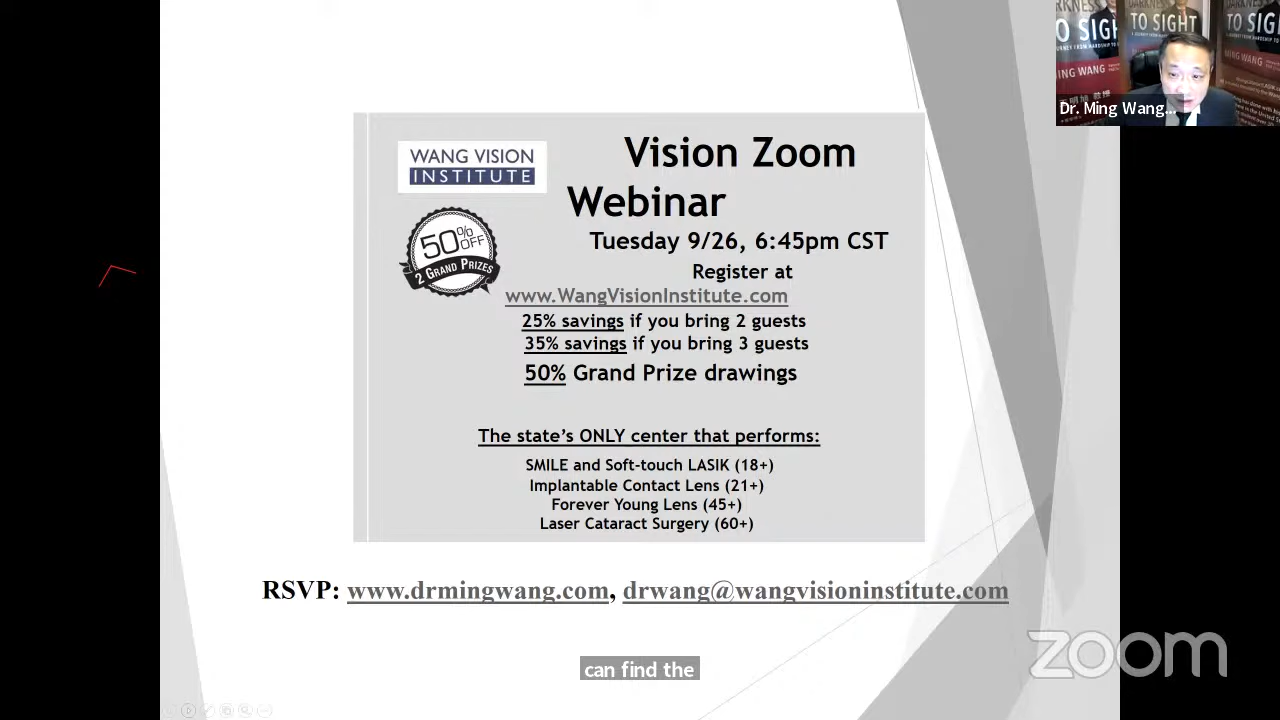 WANG VISION
INSTITUTE
50% OFF
2 GRAND PRIZES
Vision Zoom
Webinar
Tuesday 9/26, 6:45pm CST
Register at
www.WangVisionInstitute.com
25% savings if you bring 2 guests
35% savings if you bring 3 guests
50% Grand Prize drawings
The state's ONLY center that performs:
SMILE and Soft-touch LASIK (18+)
Implantable Contact Lens (21+)
Forever Young Lens (45+)
Laser Cataract Surgery (60+)
RSVP: www.drmingwang.com, drwang@wangvisioninstitute.com
can find the
zoom
TO SIGHT
MING WANG
Dr. Ming Wang...